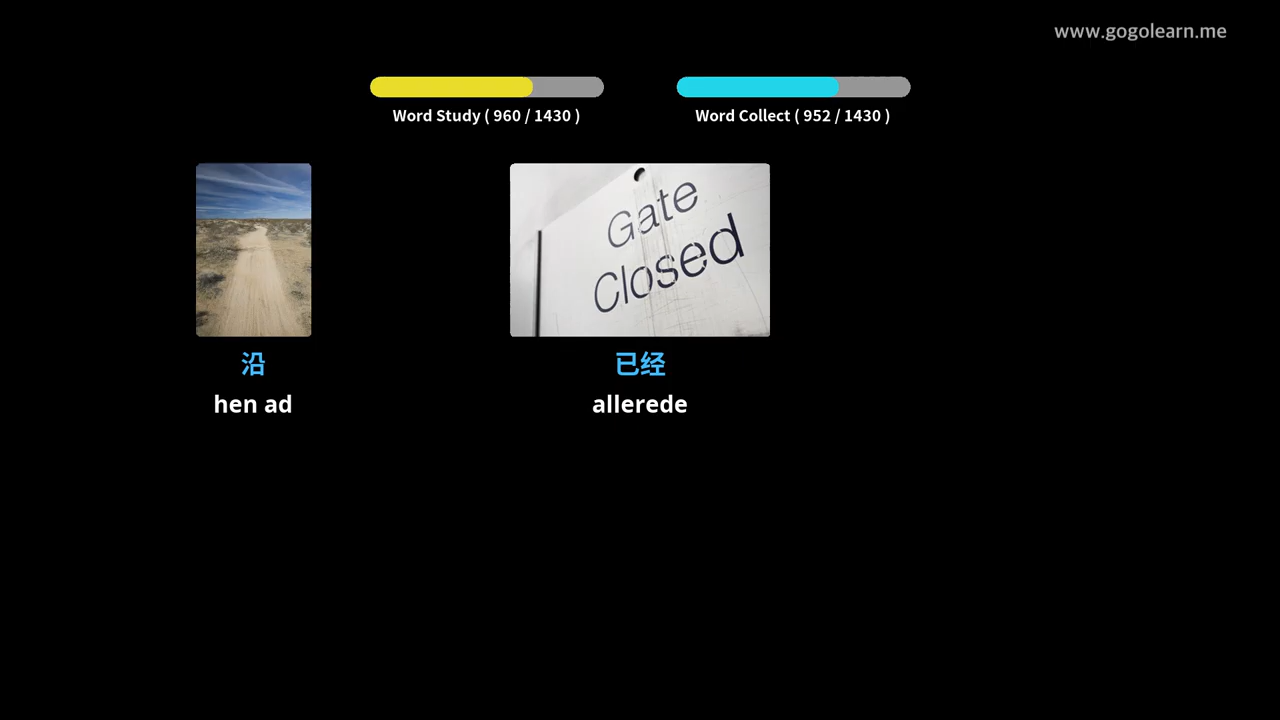 www.gogolearn.me
Word Study ( 960 / 1430 )
Word Collect ( 952 / 1430 )
Gate
Closed
沿
hen ad
已经
allerede